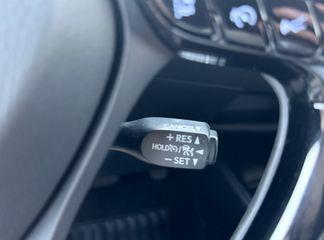 CANCEL
+ RES ▲
HOLD /
− SET ▼